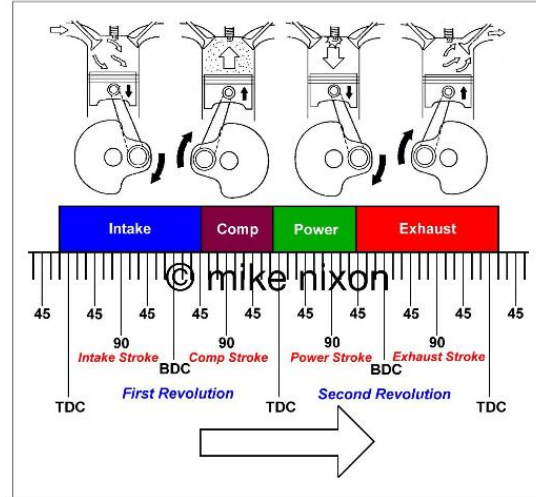 Intake Comp Power Exhaust
© mike nixon
45 45 45 45 45 45 45 45 45 45
90 90 90 90
Intake Stroke Comp Stroke Power Stroke Exhaust Stroke
BDC BDC
First Revolution Second Revolution
TDC TDC TDC